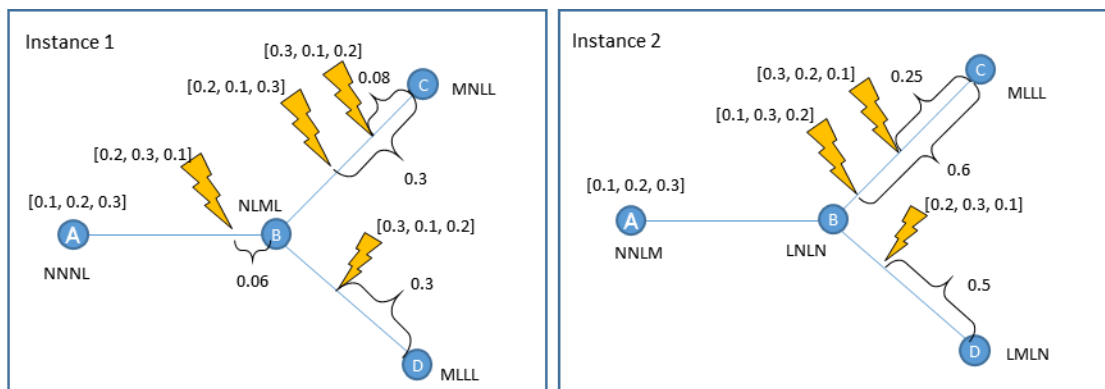 Instance 1
[0.3, 0.1, 0.2]
0.08
C
MNLL
[0.2, 0.1, 0.3]
0.3
[0.2, 0.3, 0.1]
[0.1, 0.2, 0.3]
NLML
A
B
[0.3, 0.1, 0.2]
NNNL
0.06
0.3
D
MLLL
Instance 2
[0.3, 0.2, 0.1]
0.25
C
MLLL
[0.1, 0.3, 0.2]
0.6
[0.1, 0.2, 0.3]
[0.2, 0.3, 0.1]
A
B
NNLM
LNLN
0.5
D
LMLN